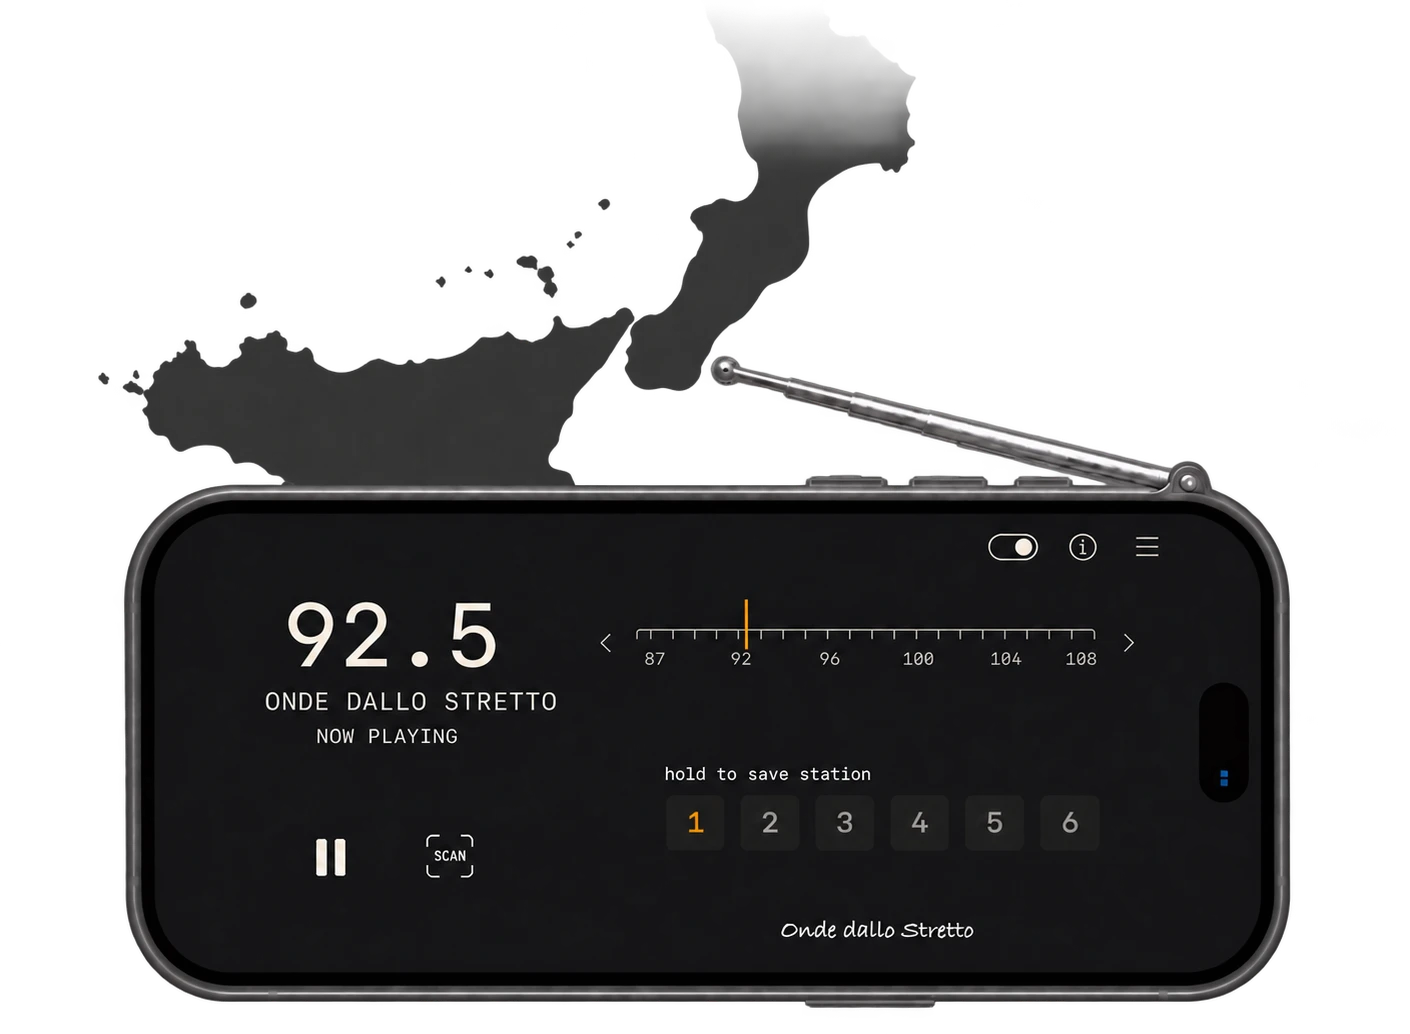 92.5
ONDE DALLO STRETTO
NOW PLAYING
87 92 96 100 104 108
hold to save station
1 2 3 4 5 6
SCAN
Onde dallo Stretto